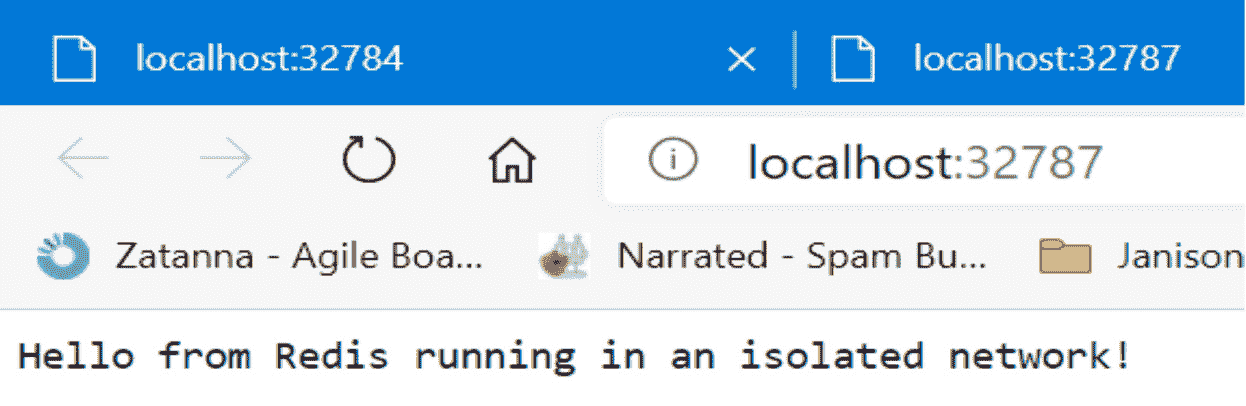 localhost:32784 localhost:32787
localhost:32787
Zatanna - Agile Boa... Narrated - Spam Bu... Janison
Hello from Redis running in an isolated network!